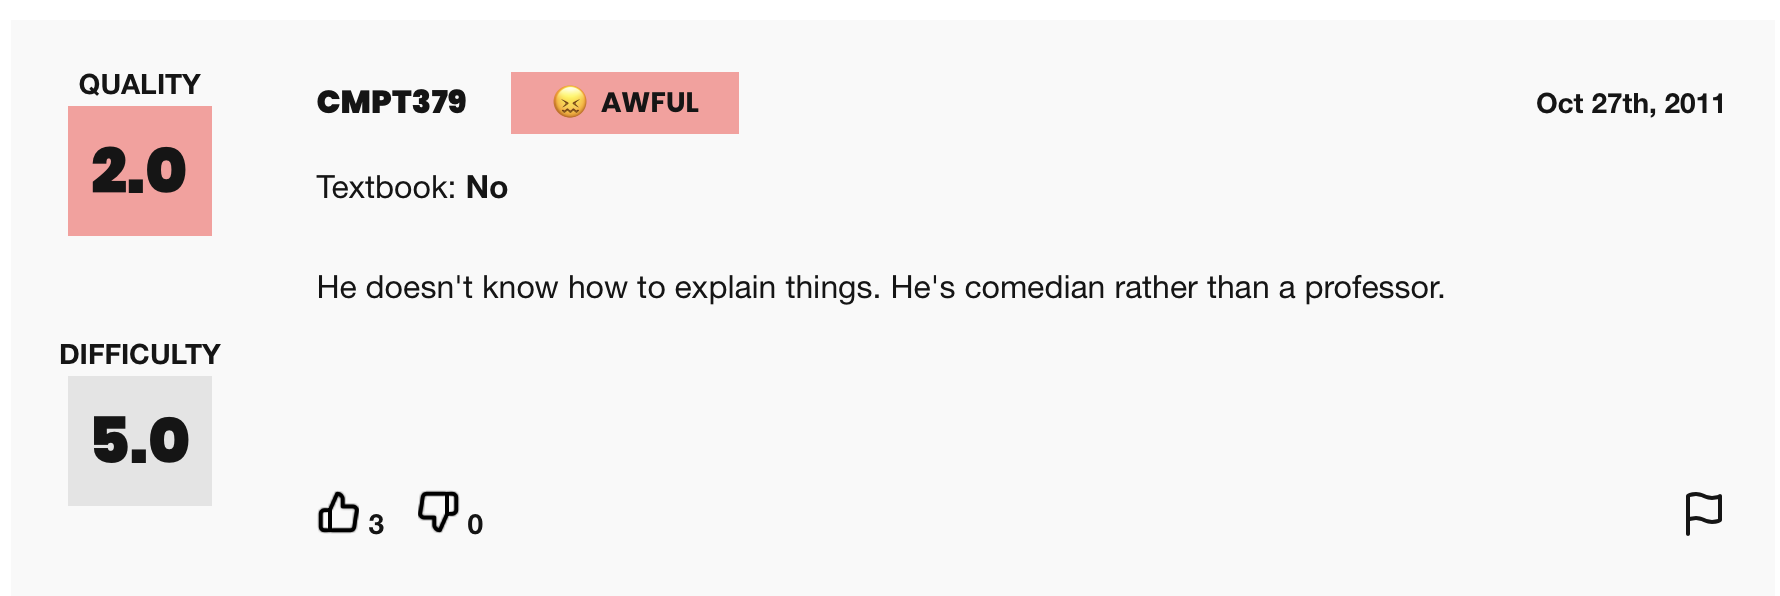 QUALITY
2.0
CMPT379
😖 AWFUL
Oct 27th, 2011
Textbook: No
He doesn't know how to explain things. He's comedian rather than a professor.
DIFFICULTY
5.0
3
0